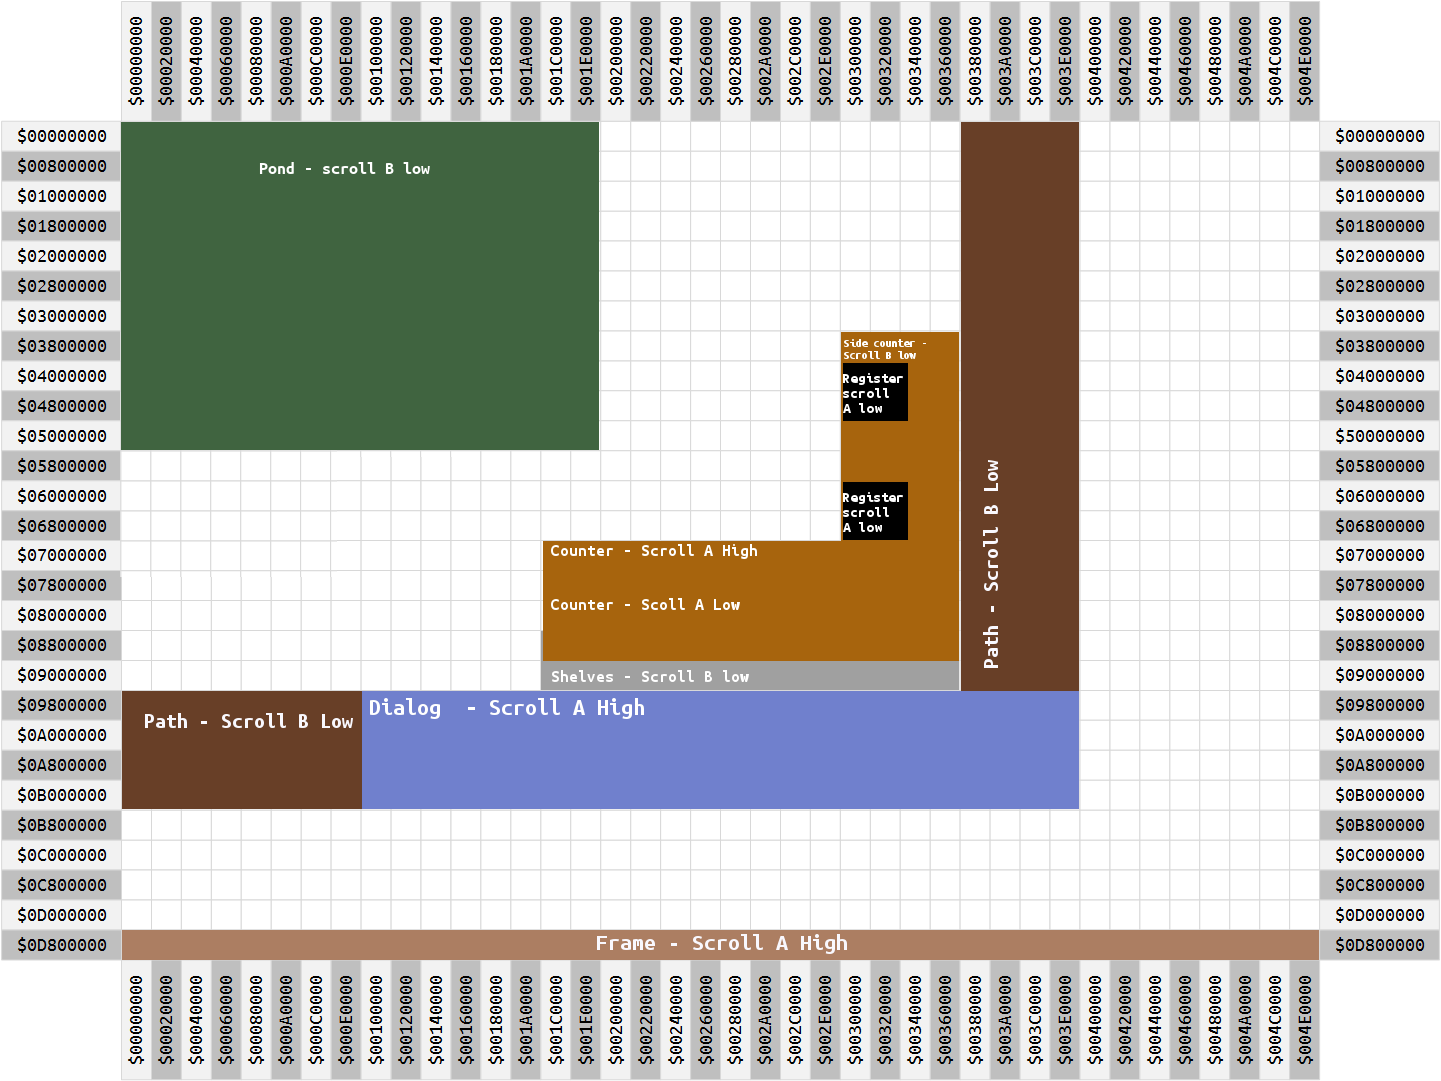 $00000000 $00020000 $00040000 $00060000 $00080000 $000A0000 $000C0000 $000E0000 $00100000 $00120000 $00140000 $00160000 $00180000 $001A0000 $001C0000 $001E0000 $00200000 $00220000 $00240000 $00260000 $00280000 $002A0000 $002C0000 $002E0000 $00300000 $00320000 $00340000 $00360000 $00380000 $003A0000 $003C0000 $003E0000 $00400000 $00420000 $00440000 $00460000 $00480000 $004A0000 $004C0000 $004E0000
$00000000 $00000000
$00800000 Pond - scroll B low $00800000
$01000000 $01000000
$01800000 $01800000
$02000000 $02000000
$02800000 $02800000
$03000000 $03000000
$03800000 $03800000
Side counter -
Scroll B low
$04000000 $04000000
Register
scroll
A low
$04800000 $04800000
$05000000 $50000000
$05800000 $05800000
$06000000 $06000000
Register
scroll
A low
$06800000 $06800000
$07000000 Counter - Scroll A High $07000000
Path - Scroll B Low
$07800000 $07800000
$08000000 Counter - Scoll A Low $08000000
$08800000 $08800000
$09000000 Shelves - Scroll B low $09000000
$09800000 Dialog  - Scroll A High $09800000
Path - Scroll B Low
$0A000000 $0A000000
$0A800000 $0A800000
$0B000000 $0B000000
$0B800000 $0B800000
$0C000000 $0C000000
$0C800000 $0C800000
$0D000000 $0D000000
$0D800000 Frame - Scroll A High $0D800000
$00000000 $00020000 $00040000 $00060000 $00080000 $000A0000 $000C0000 $000E0000 $00100000 $00120000 $00140000 $00160000 $00180000 $001A0000 $001C0000 $001E0000 $00200000 $00220000 $00240000 $00260000 $00280000 $002A0000 $002C0000 $002E0000 $00300000 $00320000 $00340000 $00360000 $00380000 $003A0000 $003C0000 $003E0000 $00400000 $00420000 $00440000 $00460000 $00480000 $004A0000 $004C0000 $004E0000